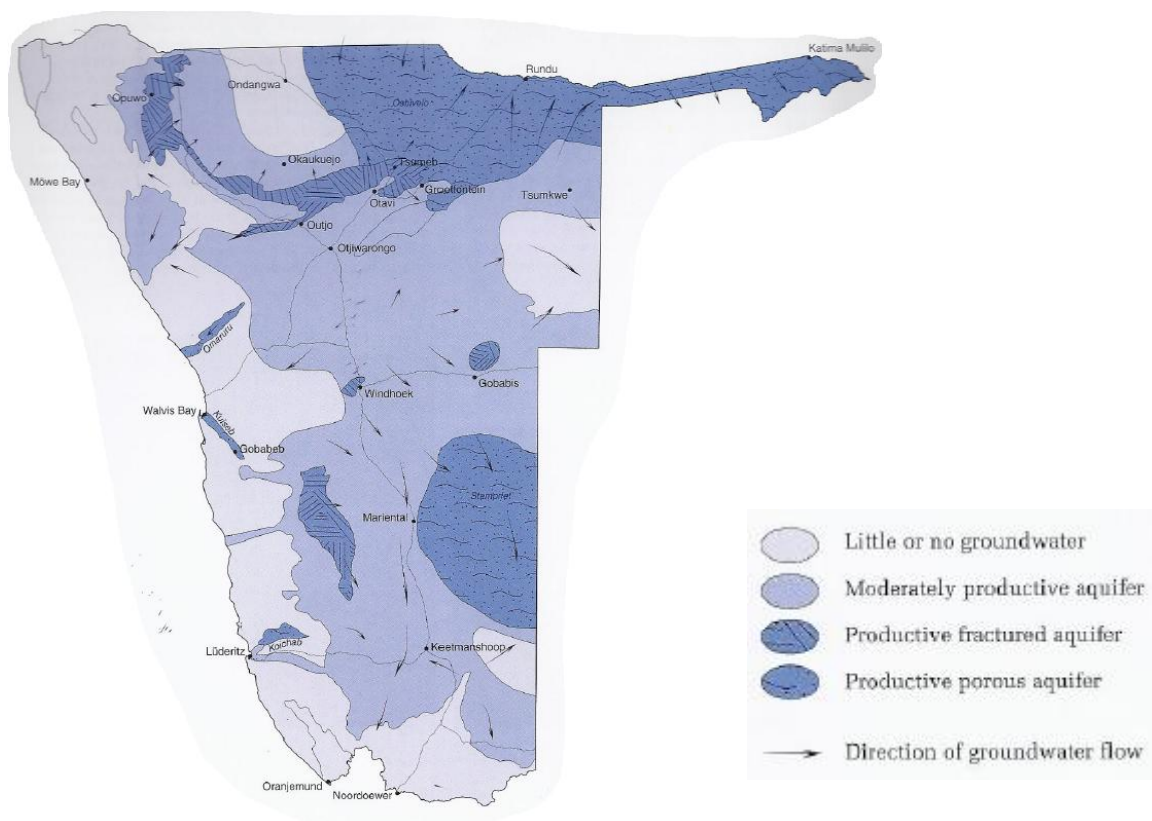 Katima Mulilo
Rundu
Ondangwa
Opuwo
Oshivelo
Okaukuejo
Tsumeb
Möwe Bay
Grootfontein
Tsumkwe
Otavi
Outjo
Otjiwarongo
Omaruru
Gobabis
Windhoek
Walvis Bay
Kuiseb
Gobabeb
Stampriet
Mariental
Koichab
Lüderitz
Keetmanshoop
Oranjemund
Noordoewer
Little or no groundwater
Moderately productive aquifer
Productive fractured aquifer
Productive porous aquifer
Direction of groundwater flow